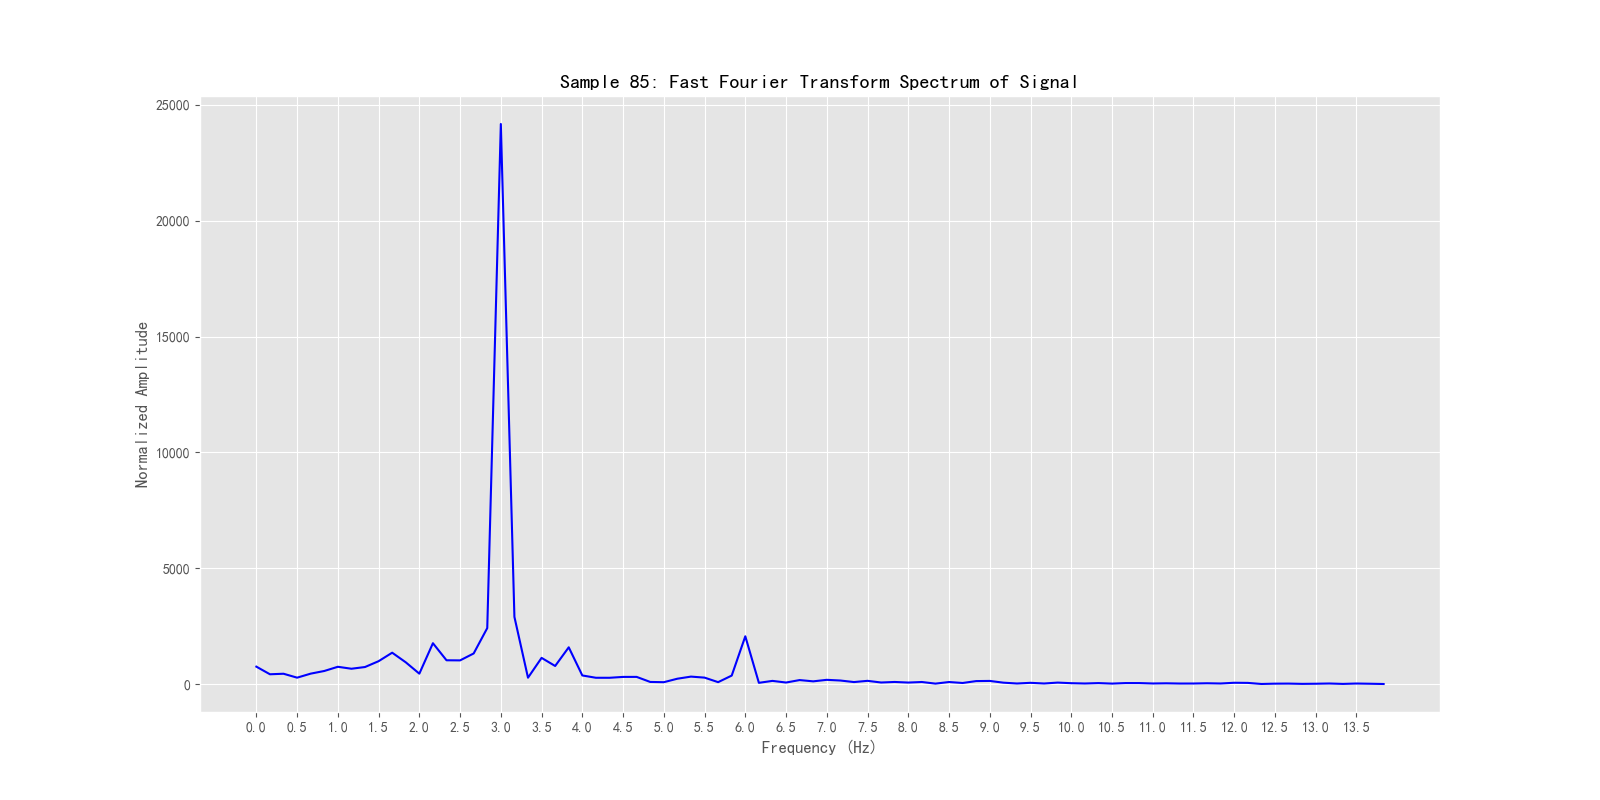 Sample 85: Fast Fourier Transform Spectrum of Signal
25000
20000
15000
10000
5000
0
Normalized Amplitude
0.0 0.5 1.0 1.5 2.0 2.5 3.0 3.5 4.0 4.5 5.0 5.5 6.0 6.5 7.0 7.5 8.0 8.5 9.0 9.5 10.0 10.5 11.0 11.5 12.0 12.5 13.0 13.5
Frequency (Hz)